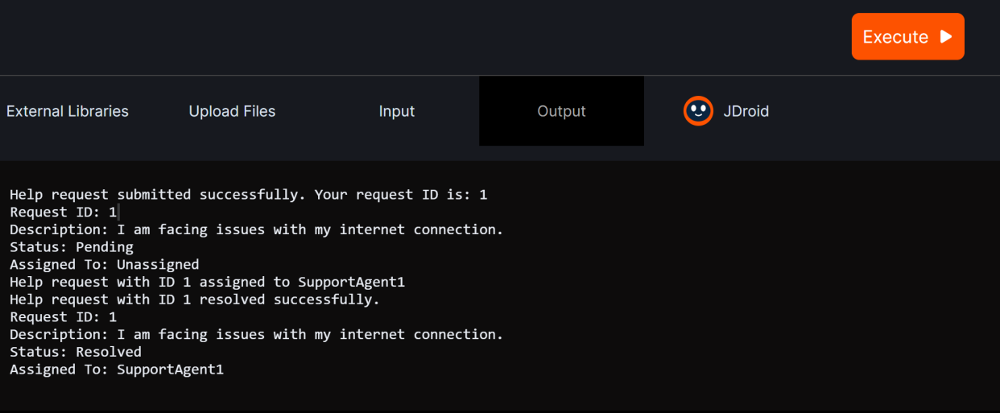 Execute
External Libraries Upload Files Input Output JDroid
Help request submitted successfully. Your request ID is: 1
Request ID: 1
Description: I am facing issues with my internet connection.
Status: Pending
Assigned To: Unassigned
Help request with ID 1 assigned to SupportAgent1
Help request with ID 1 resolved successfully.
Request ID: 1
Description: I am facing issues with my internet connection.
Status: Resolved
Assigned To: SupportAgent1